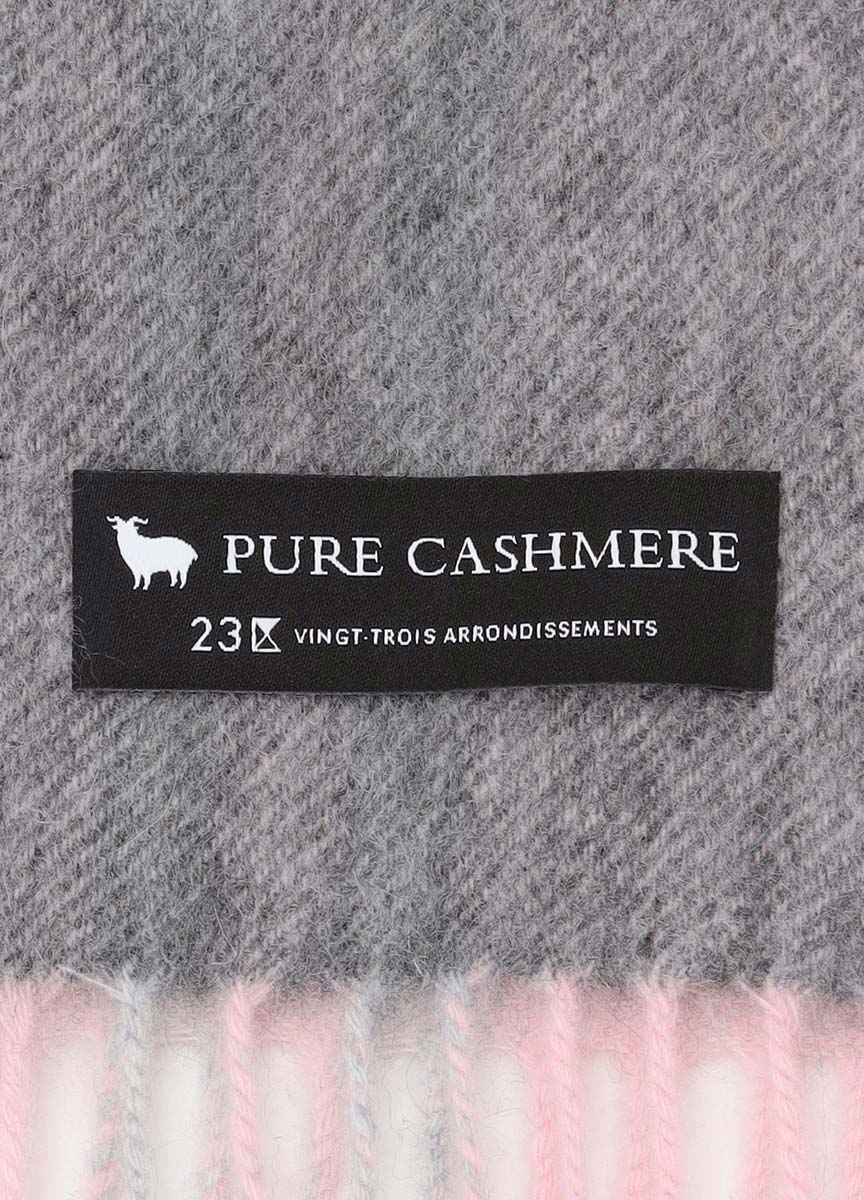 PURE CASHMERE
23 VINGT-TROIS ARRONDISSEMENTS